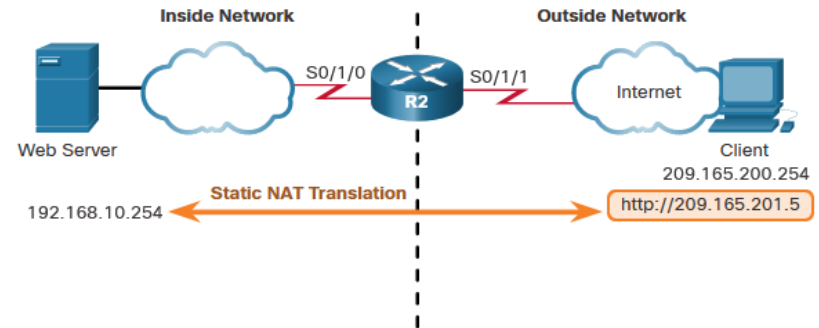 Inside Network
Outside Network
S0/1/0
S0/1/1
R2
Internet
Web Server
Client
209.165.200.254
Static NAT Translation
http://209.165.201.5
192.168.10.254